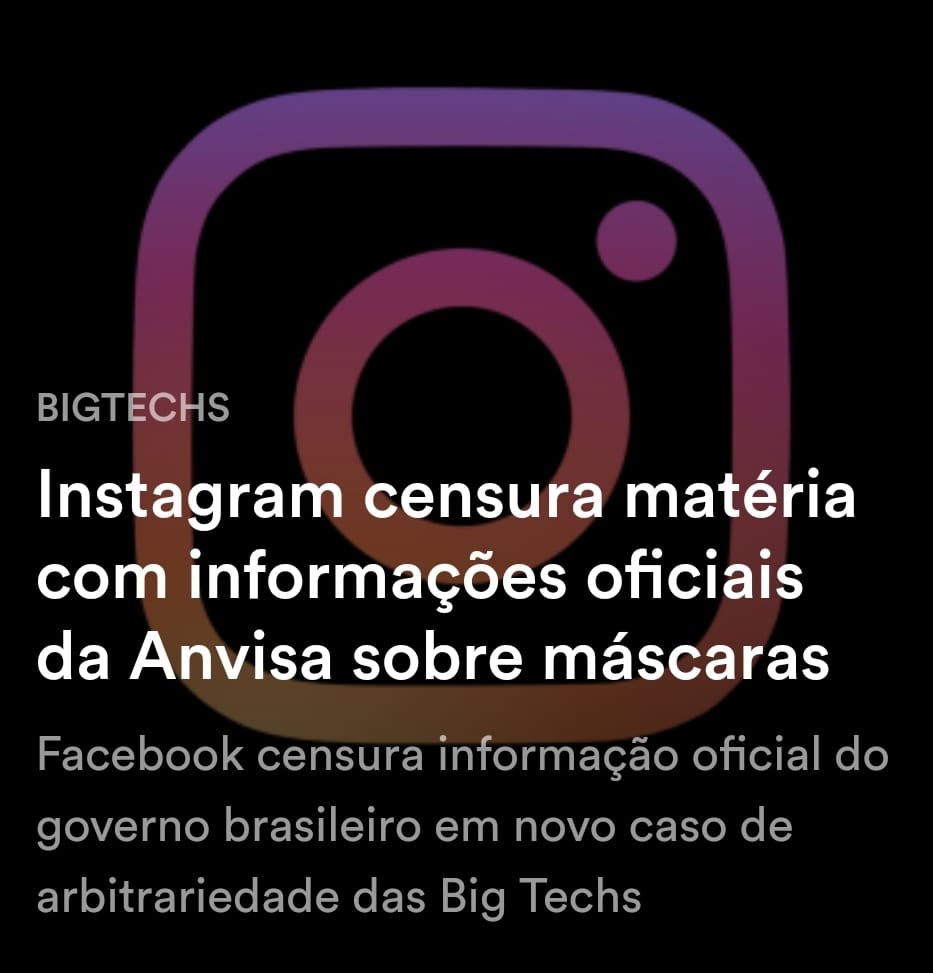 BIGTECHS
Instagram censura matéria
com informações oficiais
da Anvisa sobre máscaras
Facebook censura informação oficial do
governo brasileiro em novo caso de
arbitrariedade das Big Techs